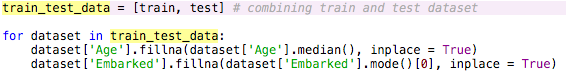 train_test_data = [train, test] # combining train and test dataset
for dataset in train_test_data:
    dataset['Age'].fillna(dataset['Age'].median(), inplace = True)
    dataset['Embarked'].fillna(dataset['Embarked'].mode()[0], inplace = True)